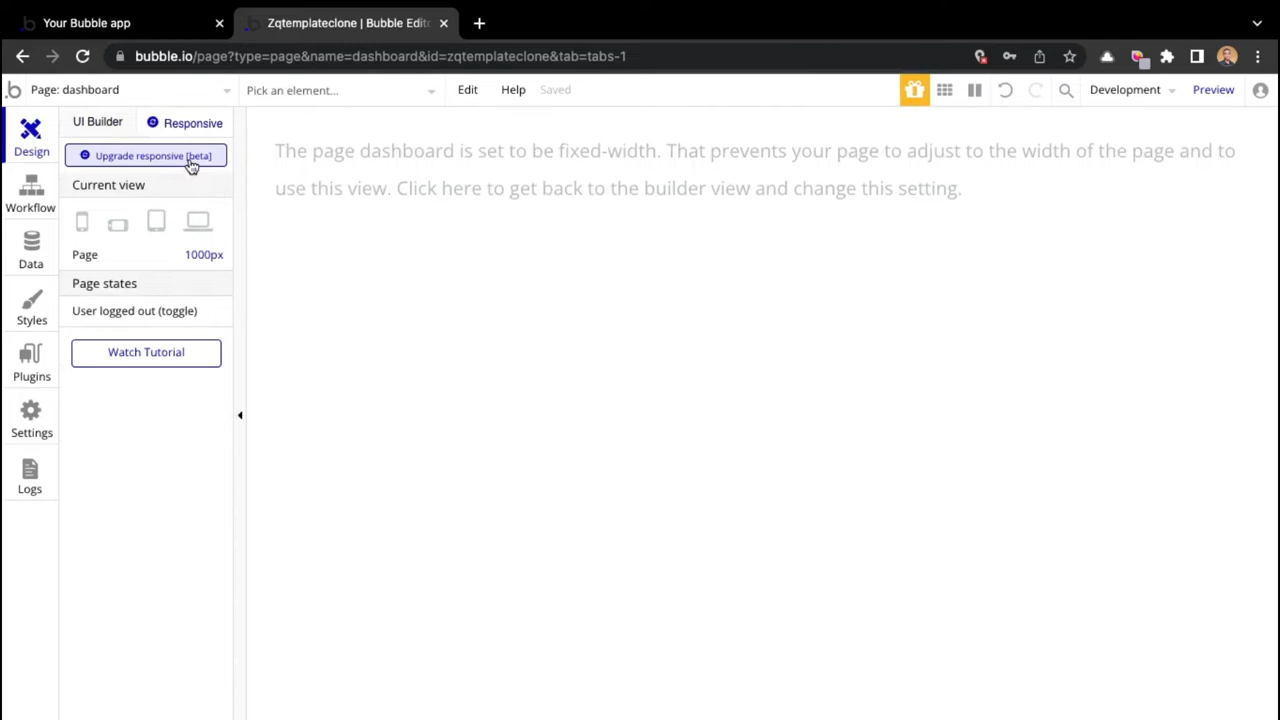 Your Bubble app
Zqtemplateclone | Bubble Edito
bubble.io/page?type=page&name=dashboard&id=zqtemplateclone&tab=tabs-1
Page: dashboard
Pick an element...
Edit
Help
Saved
Development
Preview
Design
Workflow
Data
Styles
Plugins
Settings
Logs
UI Builder
Responsive
Upgrade responsive [beta]
Current view
Page
1000px
Page states
User logged out (toggle)
Watch Tutorial
The page dashboard is set to be fixed-width. That prevents your page to adjust to the width of the page and to
use this view. Click here to get back to the builder view and change this setting.